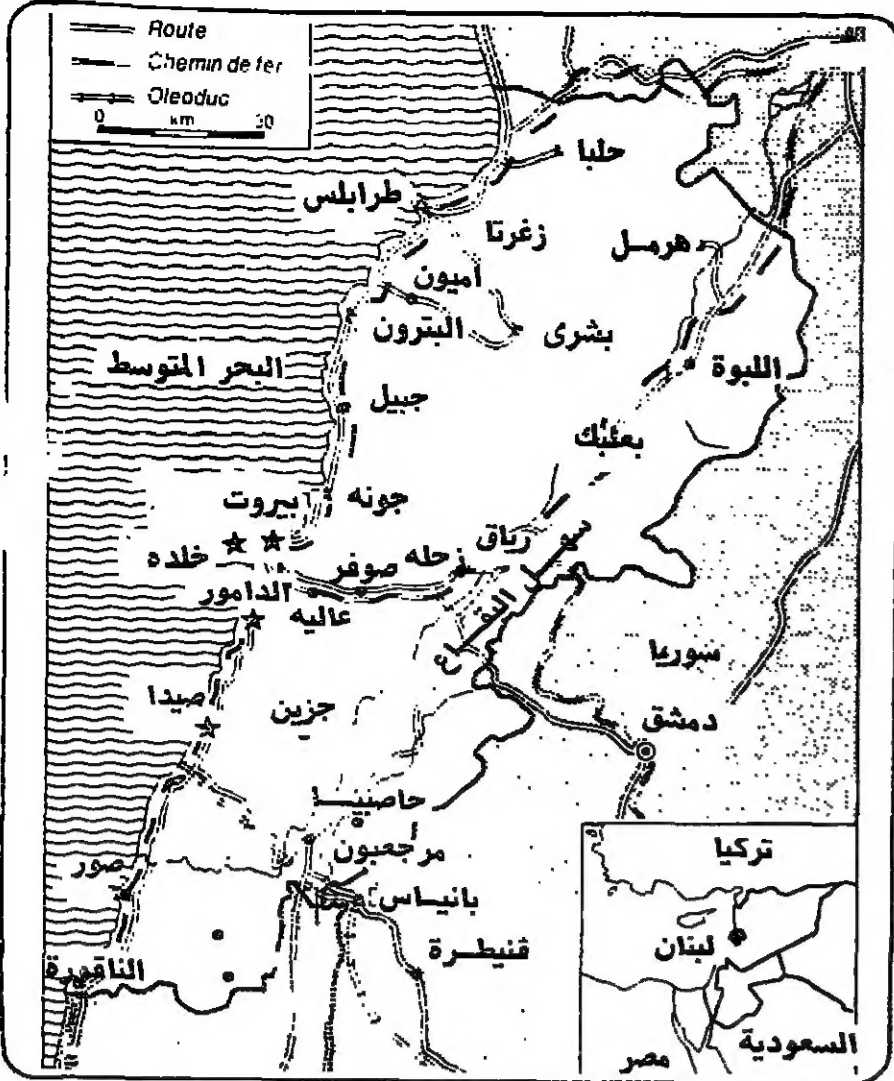 Route
Chemin de fer
Oleoduc
0 km 30
حلبا
طرابلس
زغرتا
هرمل
اميون
البترون
بشرى
البحر المتوسط
اللبوة
جبيل
بعلبك
جونه
بيروت
رياق
خلده
زحله
صوفر
الدامور
عاليه
سهل البقاع
سوريا
صيدا
جزين
دمشق
حاصبيا
مرجعيون
صور
بانياس
قنيطرة
الناقورة
تركيا
لبنان
السعودية
مصر